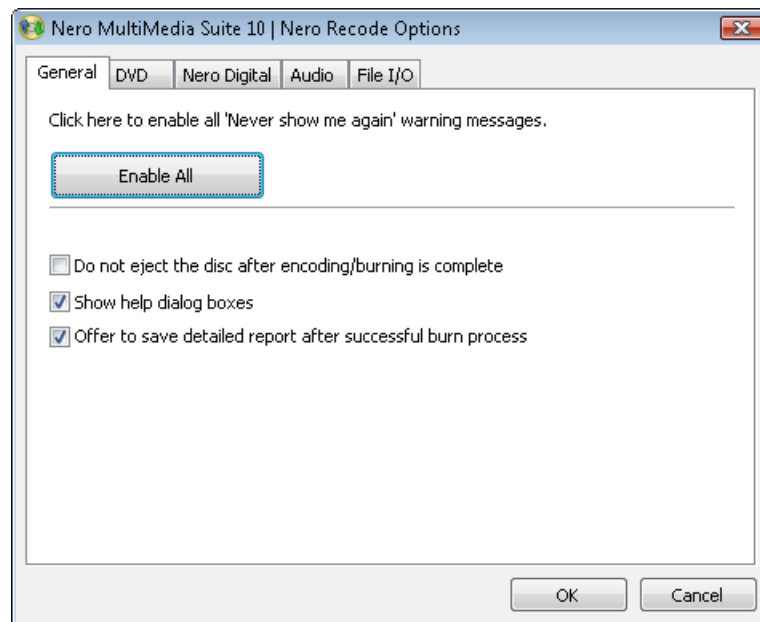 Nero MultiMedia Suite 10 | Nero Recode Options
General DVD Nero Digital Audio File I/O
Click here to enable all 'Never show me again' warning messages.
Enable All
Do not eject the disc after encoding/burning is complete
Show help dialog boxes
Offer to save detailed report after successful burn process
OK Cancel